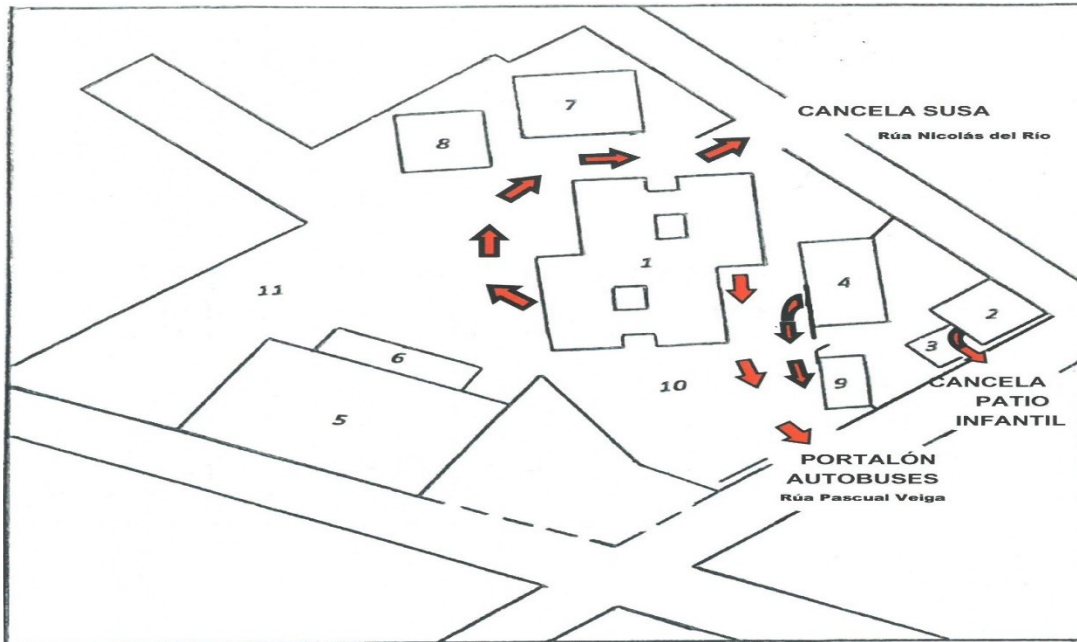 7
8
CANCELA SUSA
Rúa Nicolás del Río
1
4
11
2
6
3
9
CANCELA
PATIO
INFANTIL
10
5
PORTALÓN
AUTOBUSES
Rúa Pascual Veiga